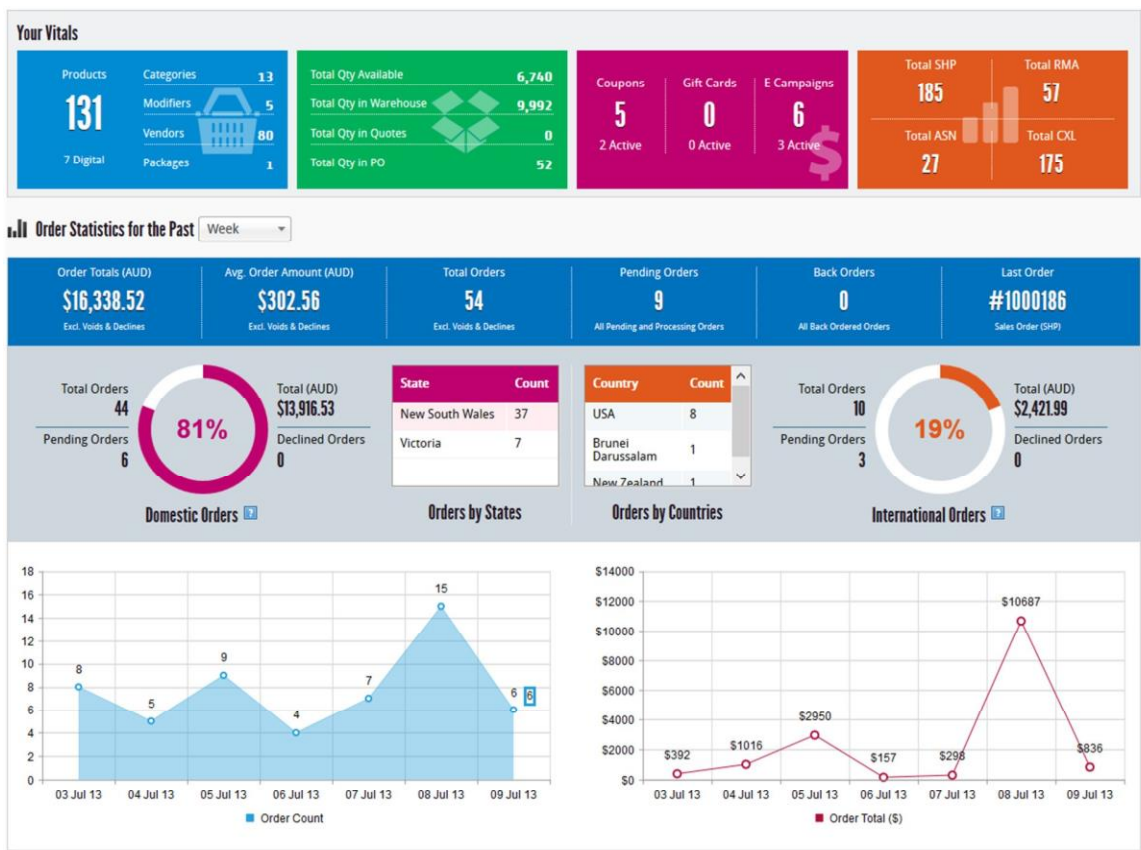 Your Vitals
Products
131
7 Digital
Categories 13
Modifiers 5
Vendors 80
Packages 1
Total Qty Available 6,740
Total Qty in Warehouse 9,992
Total Qty in Quotes 0
Total Qty in PO 52
Coupons
5
2 Active
Gift Cards
0
0 Active
E Campaigns
6
3 Active
$
Total SHP
185
Total RMA
57
Total ASN
27
Total CXL
175
Order Statistics for the Past Week
Order Totals (AUD)
$16,338.52
Excl. Voids & Declines
Avg. Order Amount (AUD)
$302.56
Excl. Voids & Declines
Total Orders
54
Excl. Voids & Declines
Pending Orders
9
All Pending and Processing Orders
Back Orders
0
All Back Ordered Orders
Last Order
#1000186
Sales Order (SHP)
Total Orders
44
Pending Orders
6
81%
Total (AUD)
$13,916.53
Declined Orders
0
Domestic Orders ?
State Count
New South Wales 37
Victoria 7
Orders by States
Country Count
USA 8
Brunei
Darussalam 1
New Zealand 1
Orders by Countries
Total Orders
10
Pending Orders
3
19%
Total (AUD)
$2,421.99
Declined Orders
0
International Orders ?
18
16
14
12
10
8
6
4
2
0
8
5
9
4
7
15
6
6
03 Jul 13 04 Jul 13 05 Jul 13 06 Jul 13 07 Jul 13 08 Jul 13 09 Jul 13
Order Count
$14000
$12000
$10000
$8000
$6000
$4000
$2000
$0
$392
$1016
$2950
$157
$298
$10687
$836
03 Jul 13 04 Jul 13 05 Jul 13 06 Jul 13 07 Jul 13 08 Jul 13 09 Jul 13
Order Total ($)